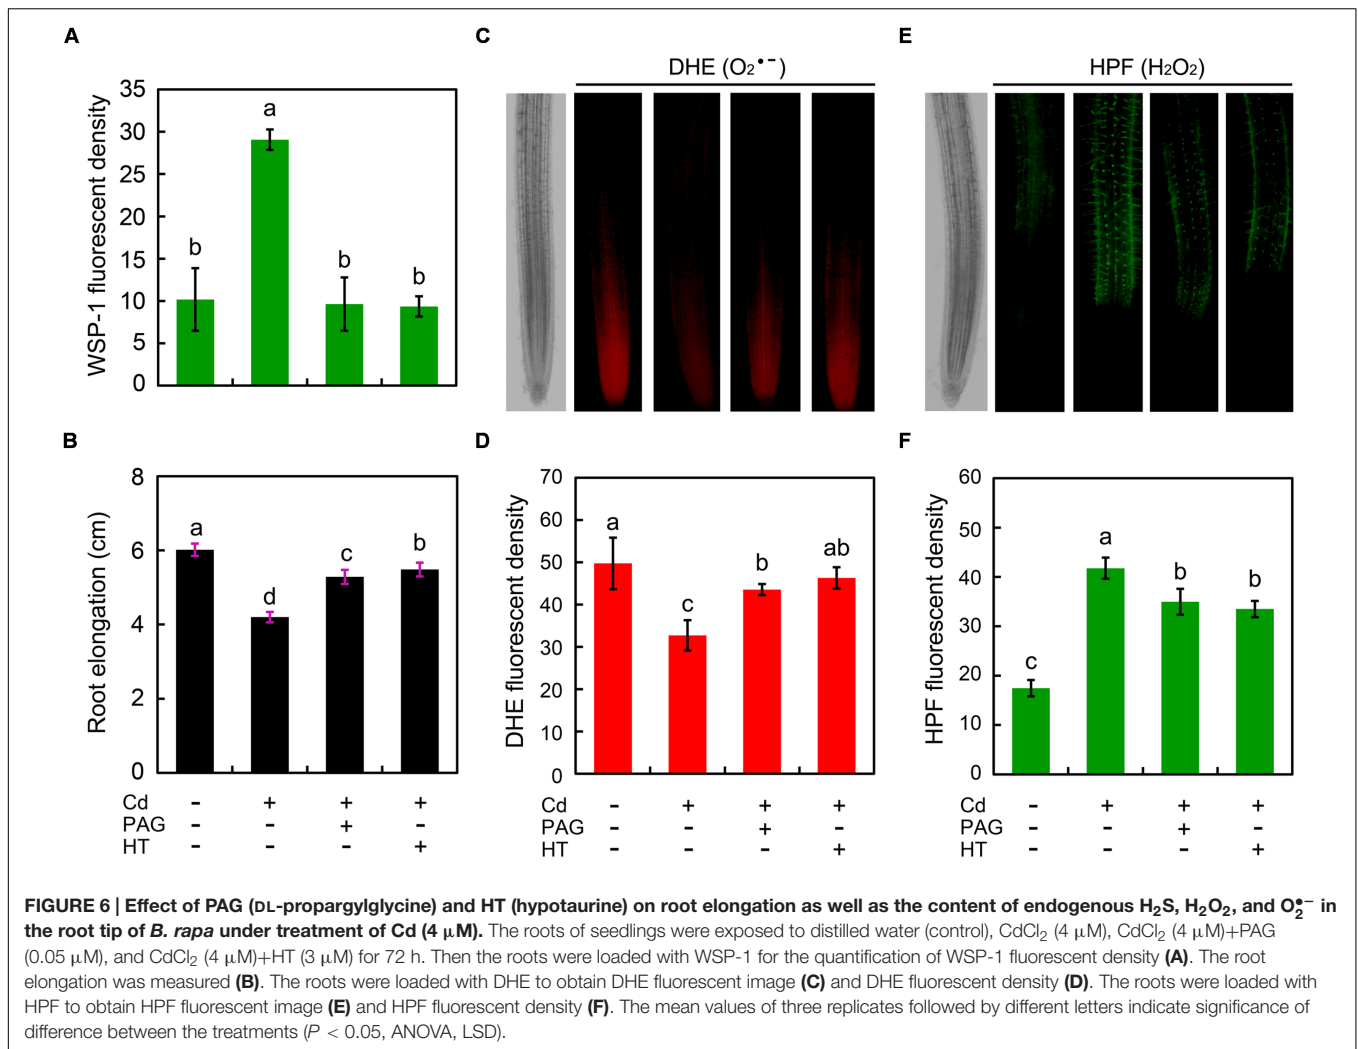 A
WSP-1 fluorescent density
35
30
25
20
15
10
5
0
b
a
b
b
C
DHE (O2•−)
E
HPF (H2O2)
B
Root elongation (cm)
8
6
4
2
0
a
d
c
b
Cd - + + +
PAG - - + -
HT - - - +
D
DHE fluorescent density
70
60
50
40
30
20
10
0
a
c
b
ab
Cd - + + +
PAG - - + -
HT - - - +
F
HPF fluorescent density
60
50
40
30
20
10
0
c
a
b
b
Cd - + + +
PAG - - + -
HT - - - +
FIGURE 6 | Effect of PAG (DL-propargylglycine) and HT (hypotaurine) on root elongation as well as the content of endogenous H2S, H2O2, and O2•− in
the root tip of B. rapa under treatment of Cd (4 μM). The roots of seedlings were exposed to distilled water (control), CdCl2 (4 μM), CdCl2 (4 μM)+PAG
(0.05 μM), and CdCl2 (4 μM)+HT (3 μM) for 72 h. Then the roots were loaded with WSP-1 for the quantification of WSP-1 fluorescent density (A). The root
elongation was measured (B). The roots were loaded with DHE to obtain DHE fluorescent image (C) and DHE fluorescent density (D). The roots were loaded with
HPF to obtain HPF fluorescent image (E) and HPF fluorescent density (F). The mean values of three replicates followed by different letters indicate significance of
difference between the treatments (P < 0.05, ANOVA, LSD).